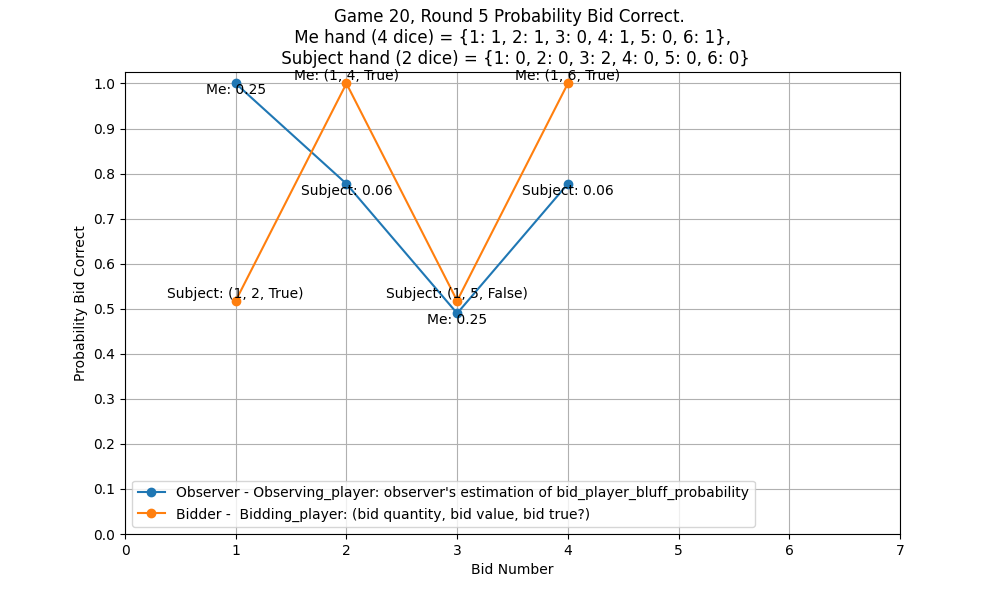 Game 20, Round 5 Probability Bid Correct.
Me hand (4 dice) = {1: 1, 2: 1, 3: 0, 4: 1, 5: 0, 6: 1},
Subject hand (2 dice) = {1: 0, 2: 0, 3: 2, 4: 0, 5: 0, 6: 0}
Me: (1, 4, True)
Me: (1, 6, True)
Me: 0.25
Subject: 0.06
Subject: 0.06
Subject: (1, 2, True)
Subject: (1, 5, False)
Me: 0.25
1.0
0.9
0.8
0.7
0.6
0.5
0.4
0.3
0.2
0.1
0.0
Probability Bid Correct
Observer - Observing_player: observer's estimation of bid_player_bluff_probability
Bidder -  Bidding_player: (bid quantity, bid value, bid true?)
0 1 2 3 4 5 6 7
Bid Number